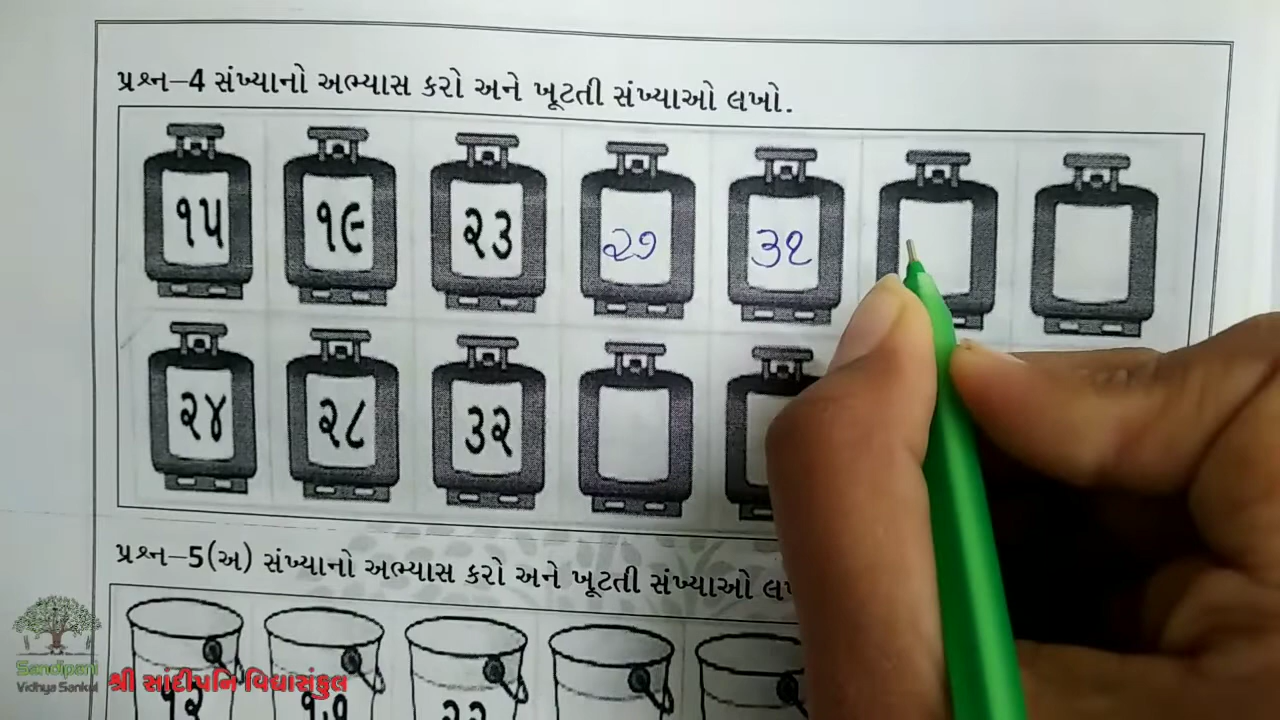 પ્રશ્ન–4 સંખ્યાનો અભ્યાસ કરો અને ખૂટતી સંખ્યાઓ લખો.
૧૫ ૧૯ ૨૩ ૨૭ ૩૧
૨૪ ૨૮ ૩૨
પ્રશ્ન–5(અ) સંખ્યાનો અભ્યાસ કરો અને ખૂટતી સંખ્યાઓ
Sandipani
Vidhya Sankul
શ્રી સાંદીપનિ વિદ્યાસંકુલ